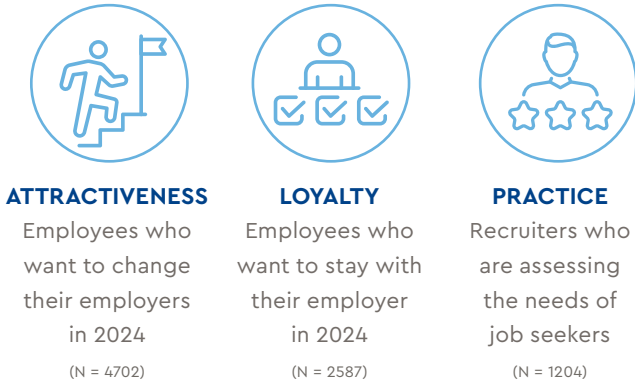 ATTRACTIVENESS
Employees who
want to change
their employers
in 2024
(N = 4702)
LOYALTY
Employees who
want to stay with
their employer
in 2024
(N = 2587)
PRACTICE
Recruiters who
are assessing
the needs of
job seekers
(N = 1204)